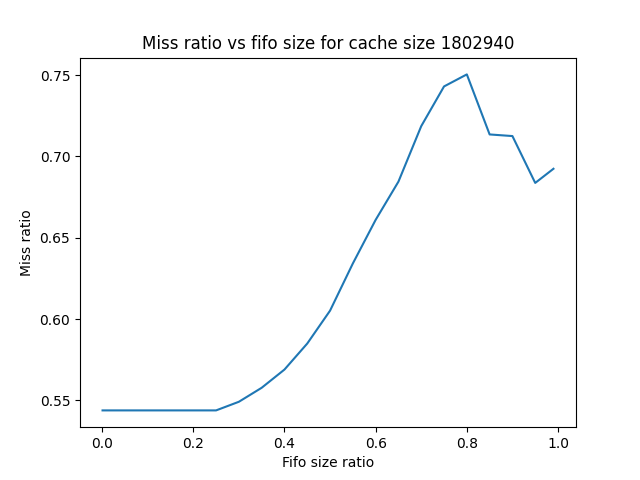 Miss ratio vs fifo size for cache size 1802940
0.75
0.70
0.65
0.60
0.55
Miss ratio
0.0 0.2 0.4 0.6 0.8 1.0
Fifo size ratio